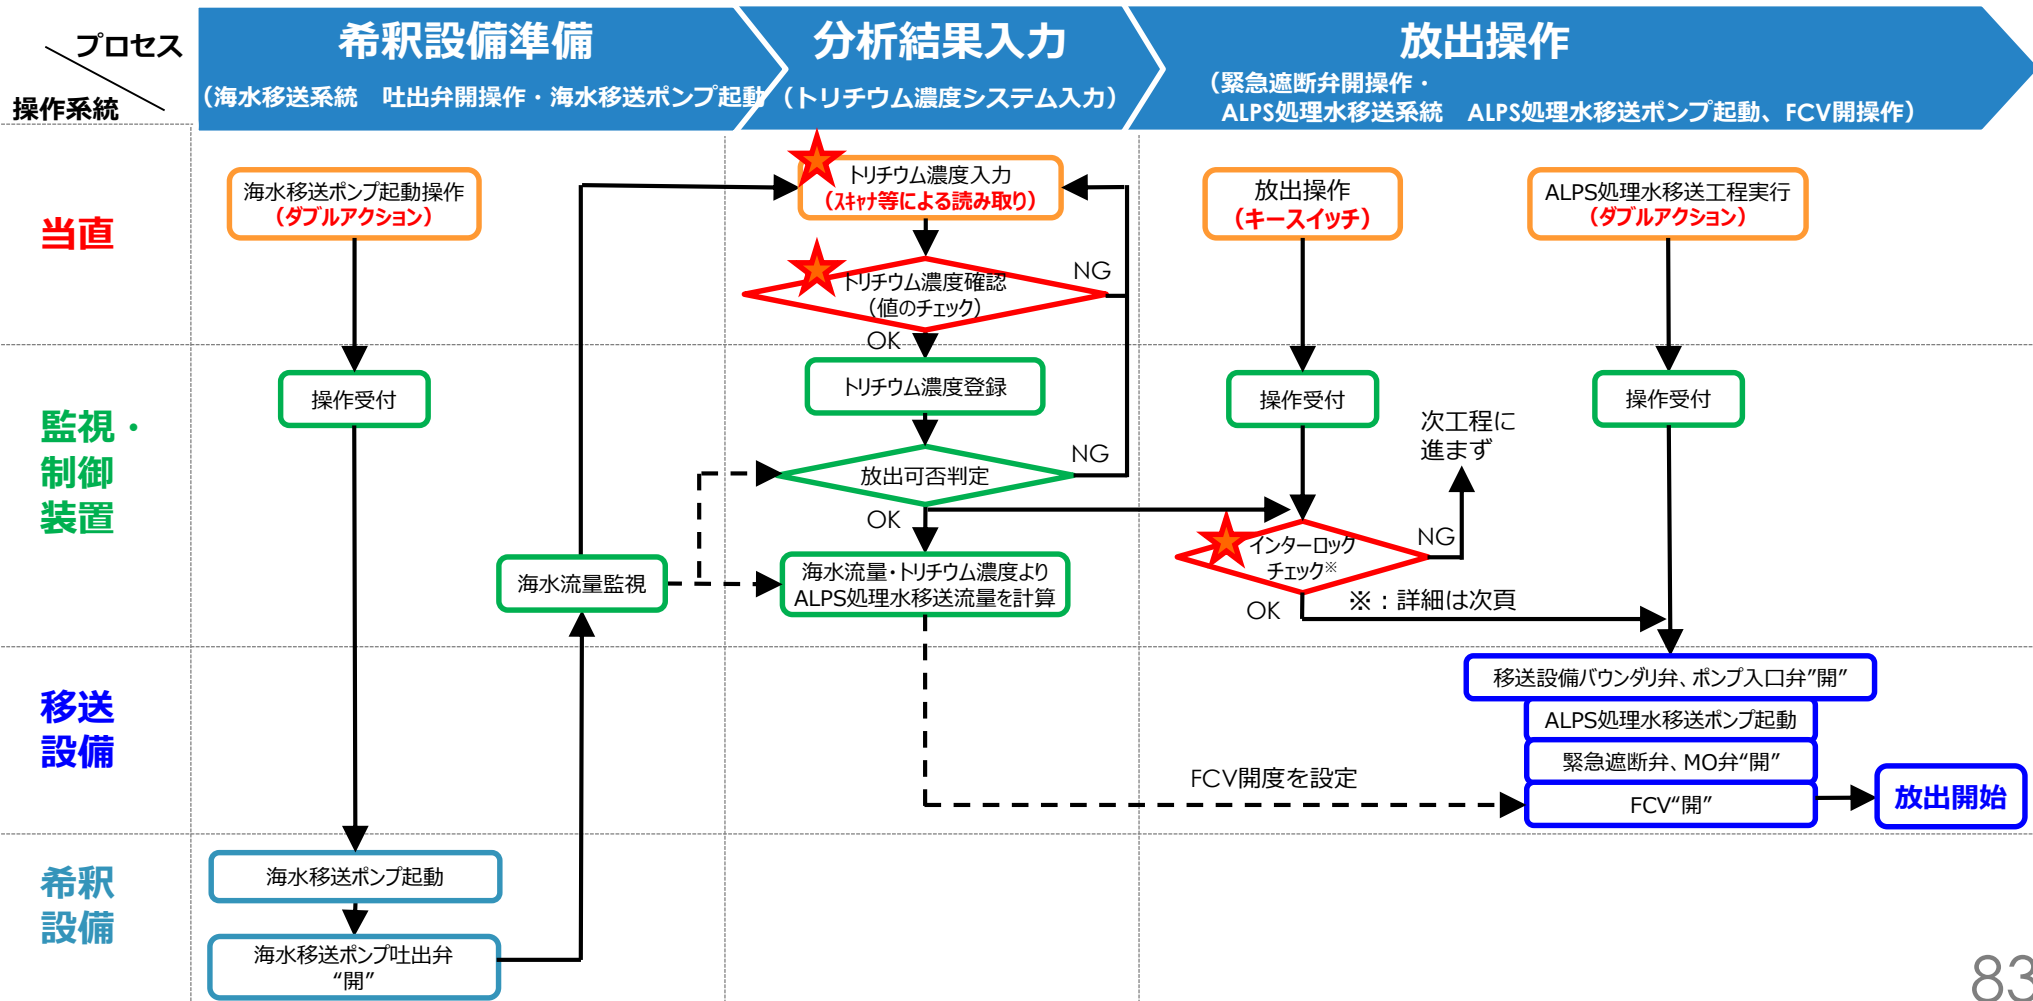 プロセス
操作系統
希釈設備準備
（海水移送系統　吐出弁開操作・海水移送ポンプ起動
分析結果入力
（トリチウム濃度システム入力）
放出操作
（緊急遮断弁開操作・
ALPS処理水移送系統　ALPS処理水移送ポンプ起動、FCV開操作）
当直
海水移送ポンプ起動操作
（ダブルアクション）
トリチウム濃度入力
（スキャナ等による読み取り）
放出操作
（キースイッチ）
ALPS処理水移送工程実行
（ダブルアクション）
トリチウム濃度確認
（値のチェック）
NG
OK
監視・
制御
装置
操作受付
トリチウム濃度登録
操作受付
操作受付
次工程に
進まず
放出可否判定
NG
OK
インターロック
チェック※
NG
OK
※：詳細は次頁
海水流量監視
海水流量・トリチウム濃度より
ALPS処理水移送流量を計算
移送
設備
移送設備バウンダリ弁、ポンプ入口弁”開”
ALPS処理水移送ポンプ起動
緊急遮断弁、MO弁“開”
FCV開度を設定
FCV“開”
放出開始
希釈
設備
海水移送ポンプ起動
海水移送ポンプ吐出弁
“開”
83